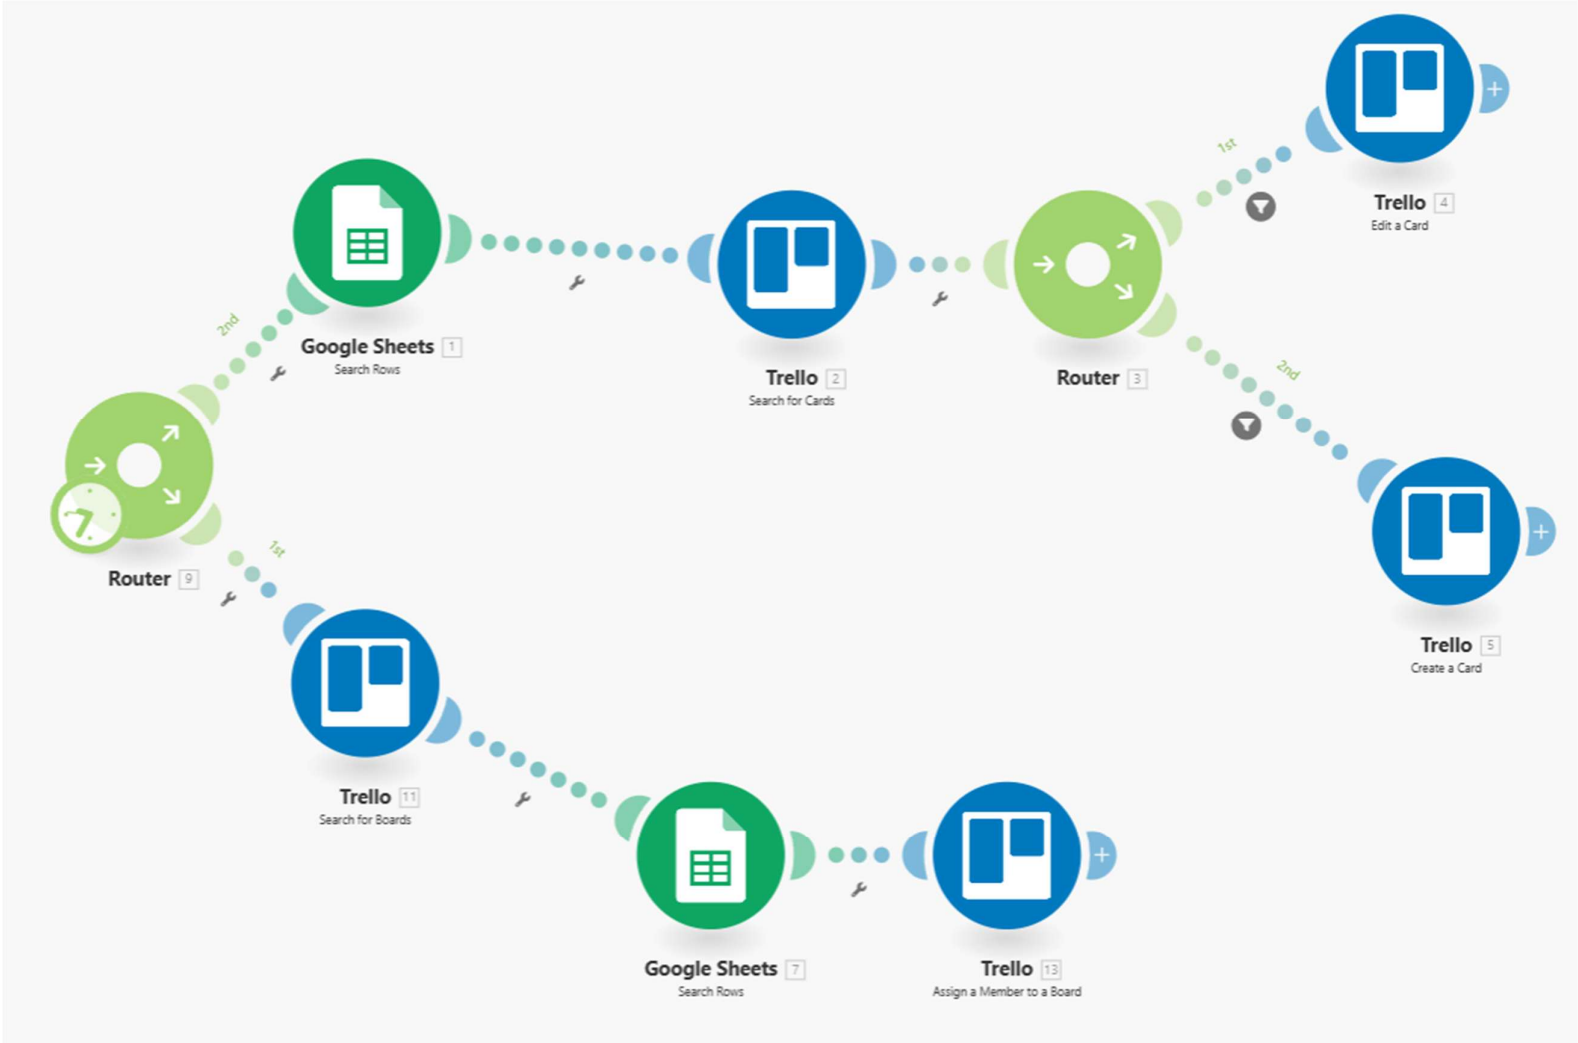 1st
Trello 4
Edit a Card
2nd
Google Sheets 1
Search Rows
Trello 2
Search for Cards
Router 3
2nd
Router 9
1st
Trello 5
Create a Card
Trello 11
Search for Boards
Google Sheets 7
Search Rows
Trello 13
Assign a Member to a Board